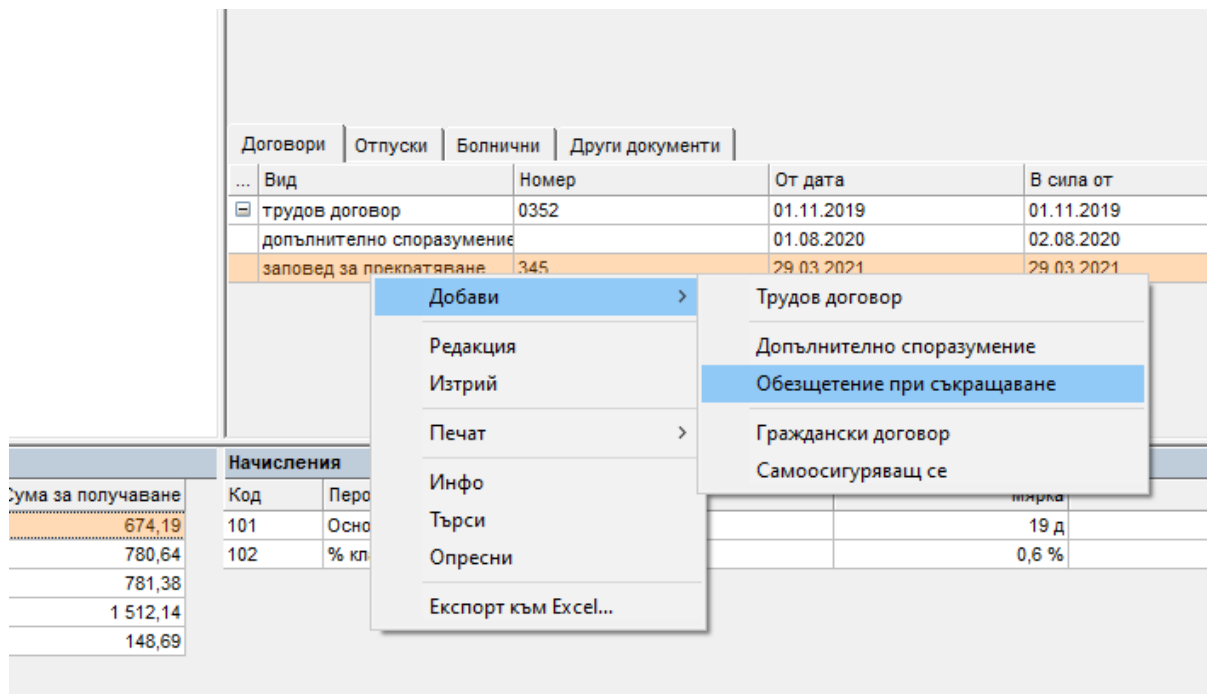 Договори Отпуски Болнични Други документи
... Вид Номер От дата В сила от
трудов договор 0352 01.11.2019 01.11.2019
допълнително споразумение 01.08.2020 02.08.2020
заповед за прекратяване 345 29.03.2021 29.03.2021
Добави
Редакция
Изтрий
Печат
Инфо
Търси
Опресни
Експорт към Excel...
Трудов договор
Допълнително споразумение
Обезщетение при съкращаване
Граждански договор
Самоосигуряващ се
Начисления
Сума за получаване Код Перо Мярка
674,19 101 Осно 19 д
780,64 102 % кл 0,6 %
781,38
1 512,14
148,69